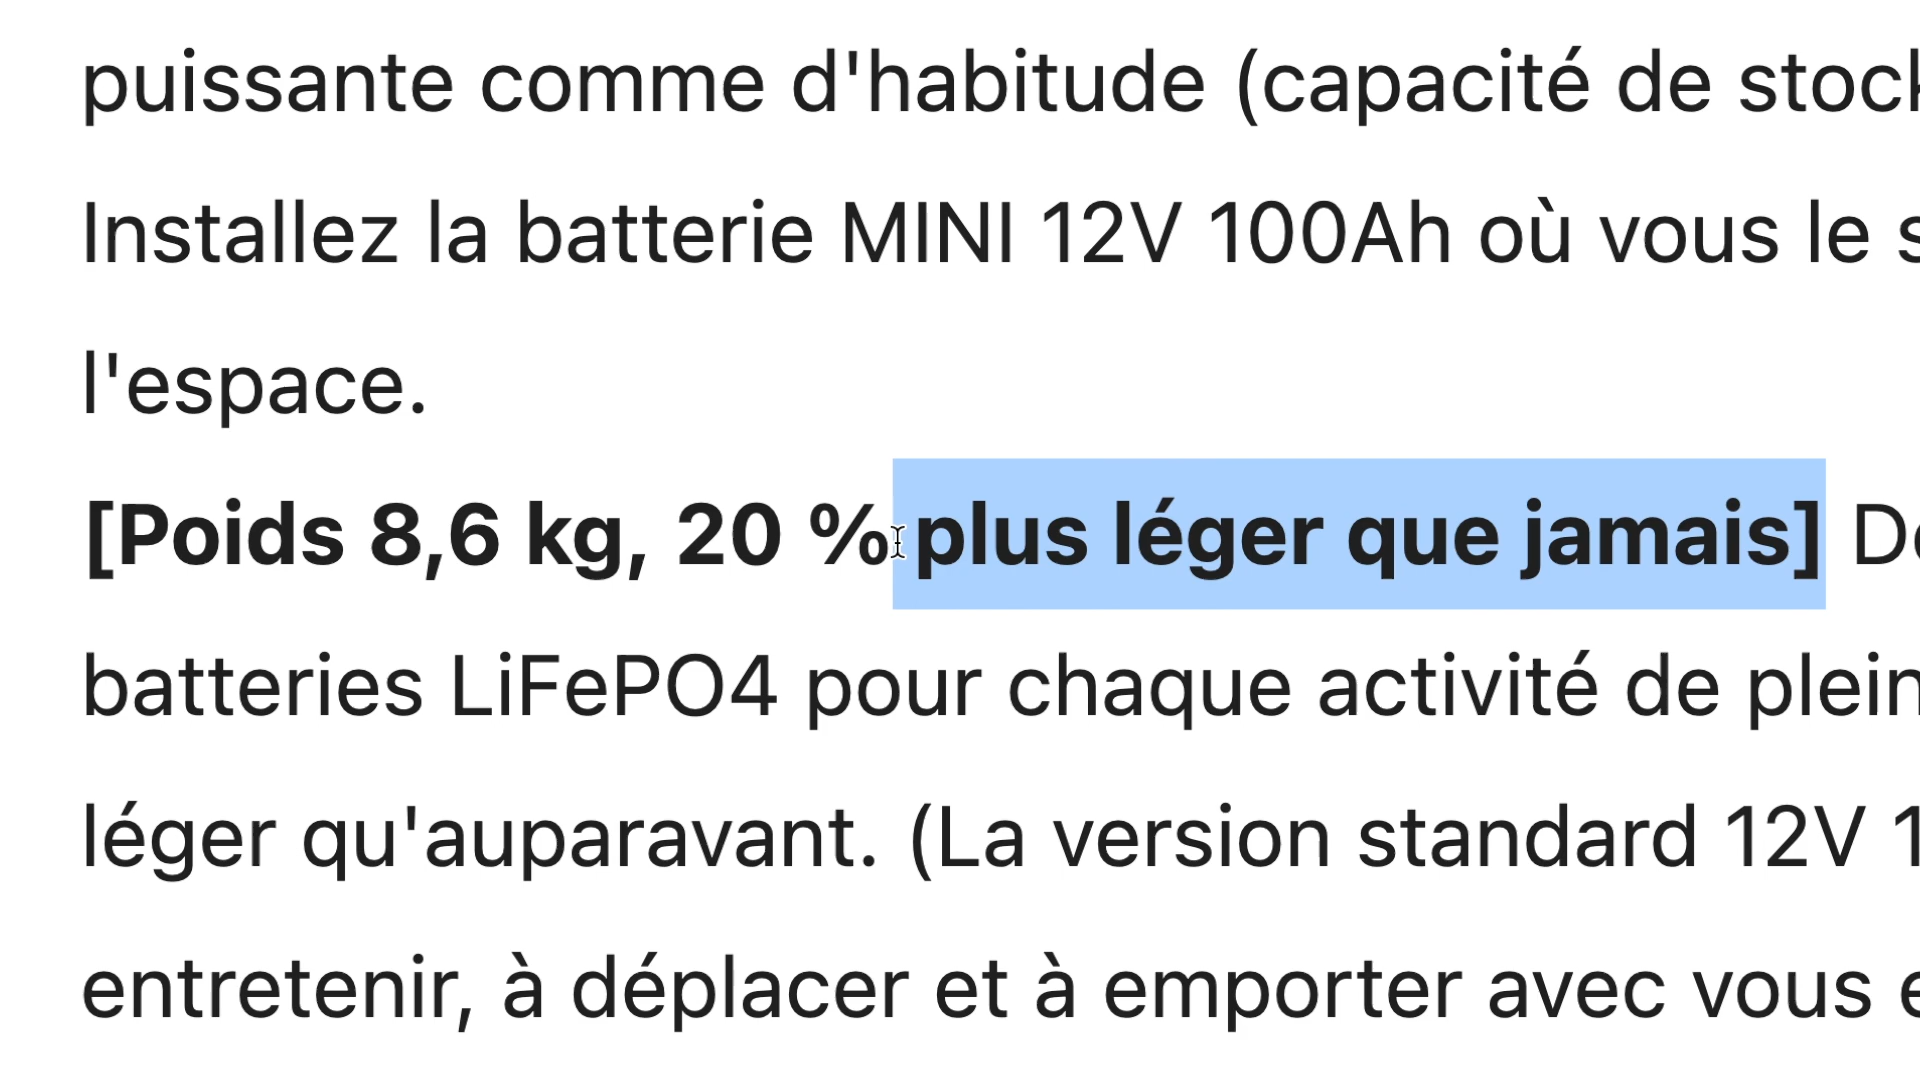 puissante comme d'habitude (capacité de stock
Installez la batterie MINI 12V 100Ah où vous le s
l'espace.
[Poids 8,6 kg, 20 % plus léger que jamais] De
batteries LiFePO4 pour chaque activité de plein
léger qu'auparavant. (La version standard 12V 1
entretenir, à déplacer et à emporter avec vous e